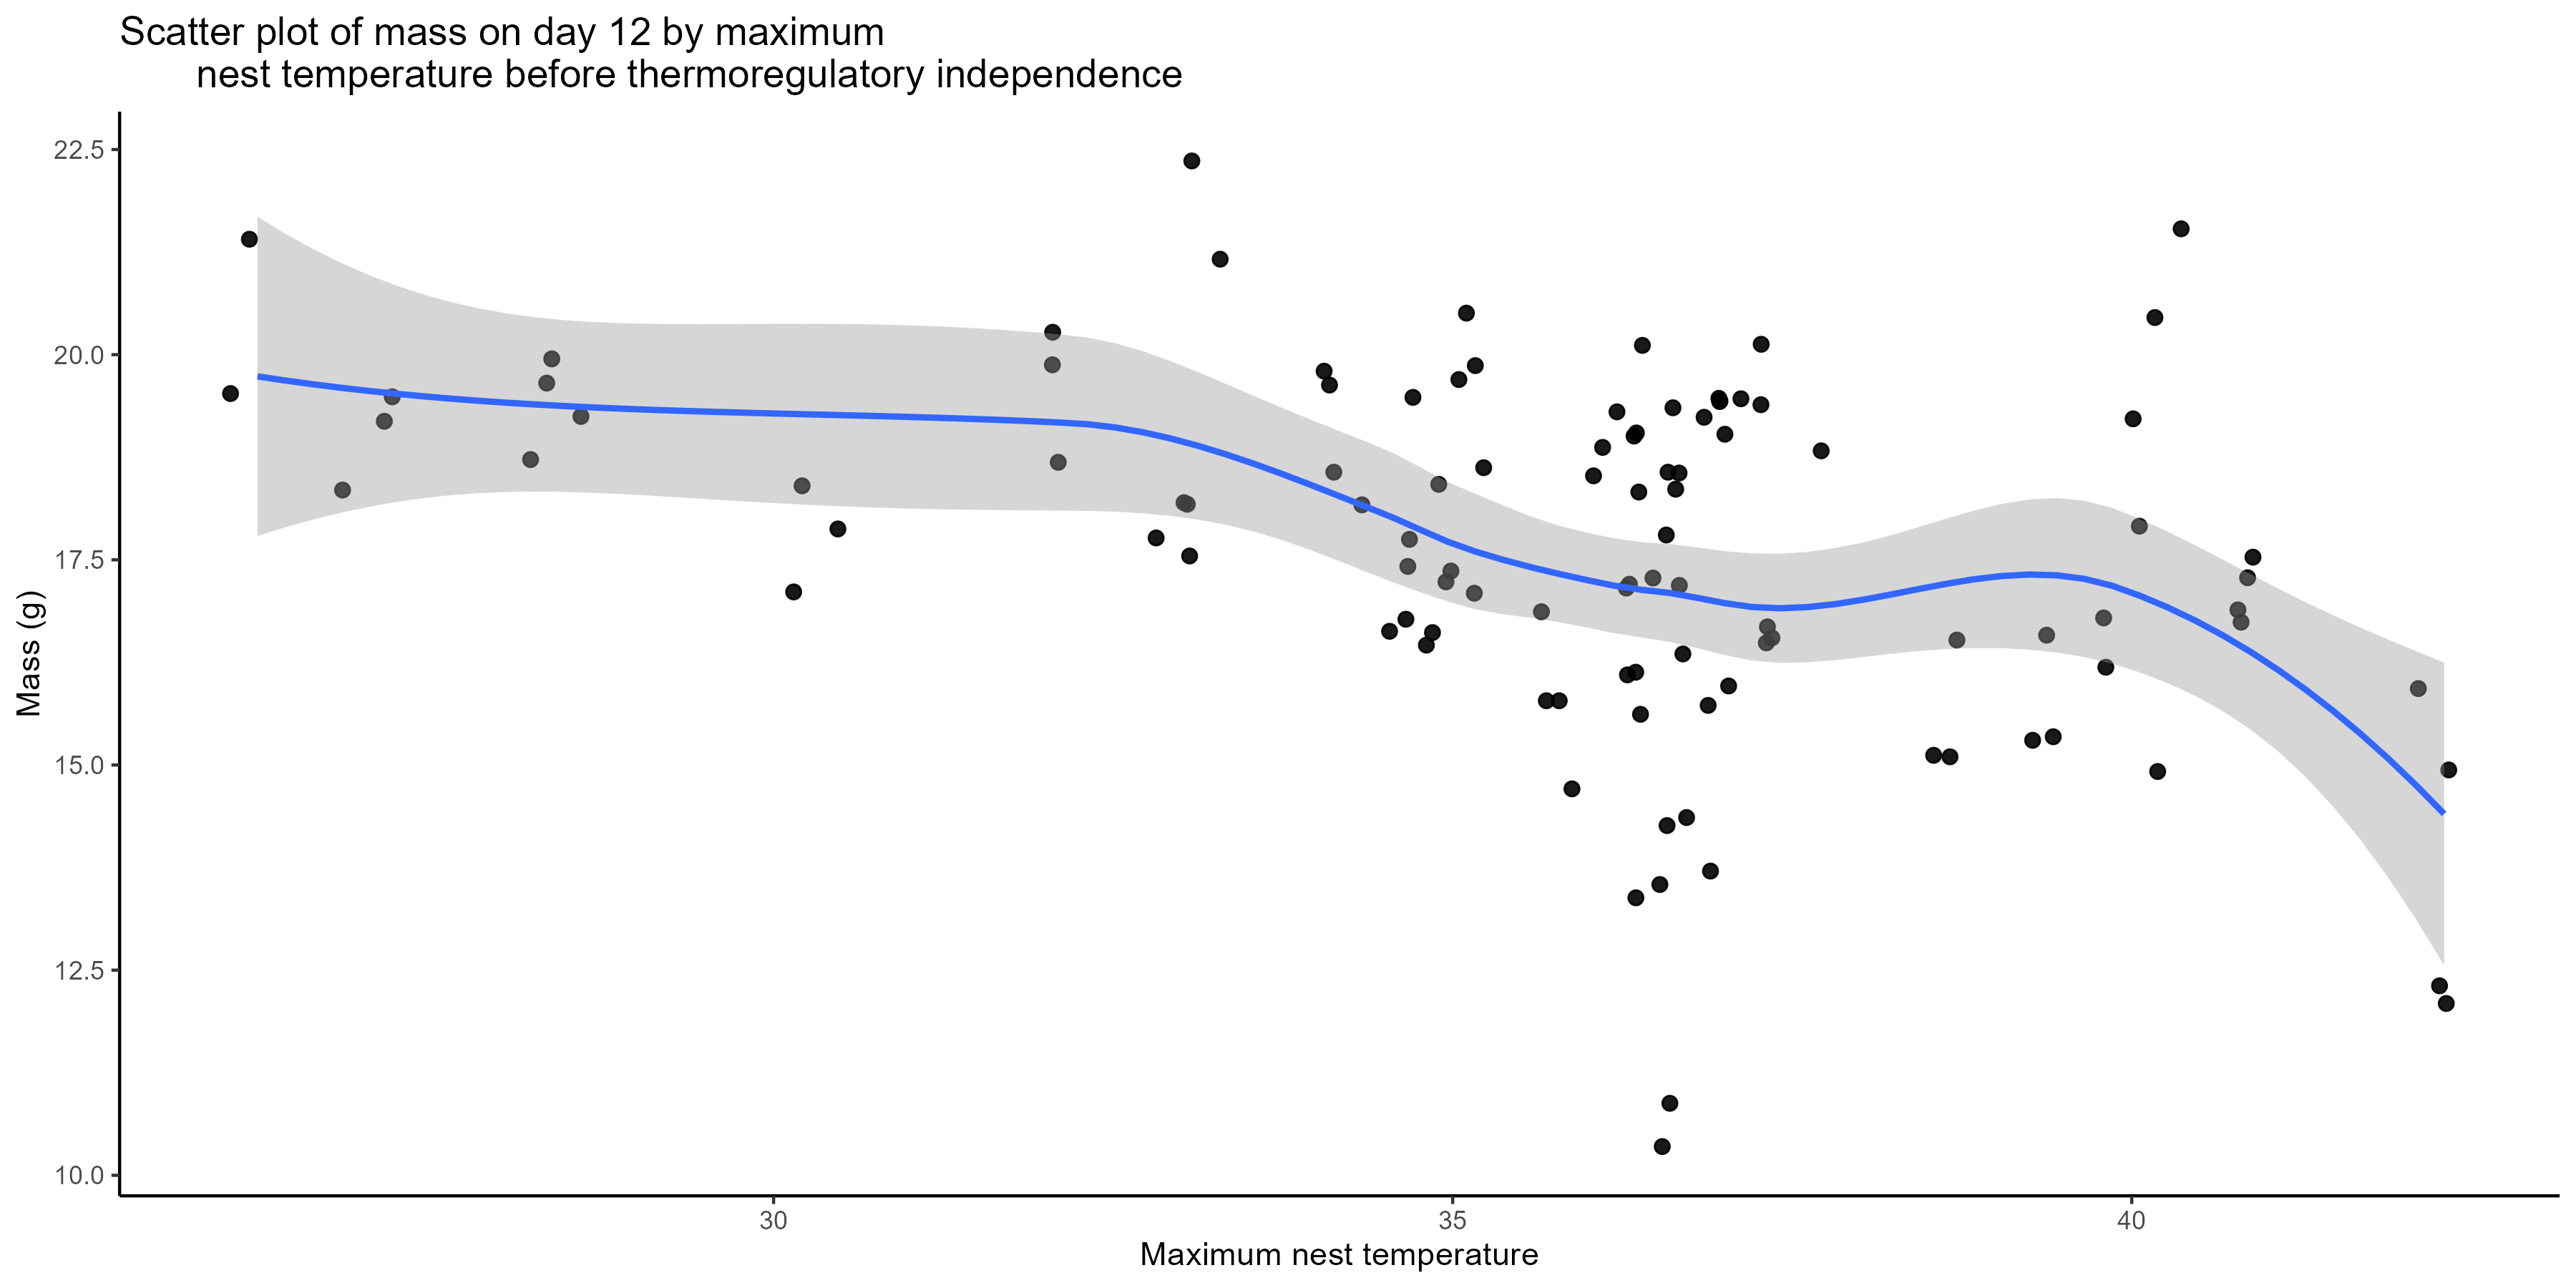 Scatter plot of mass on day 12 by maximum
nest temperature before thermoregulatory independence
22.5
20.0
17.5
15.0
12.5
10.0
Mass (g)
30
35
40
Maximum nest temperature